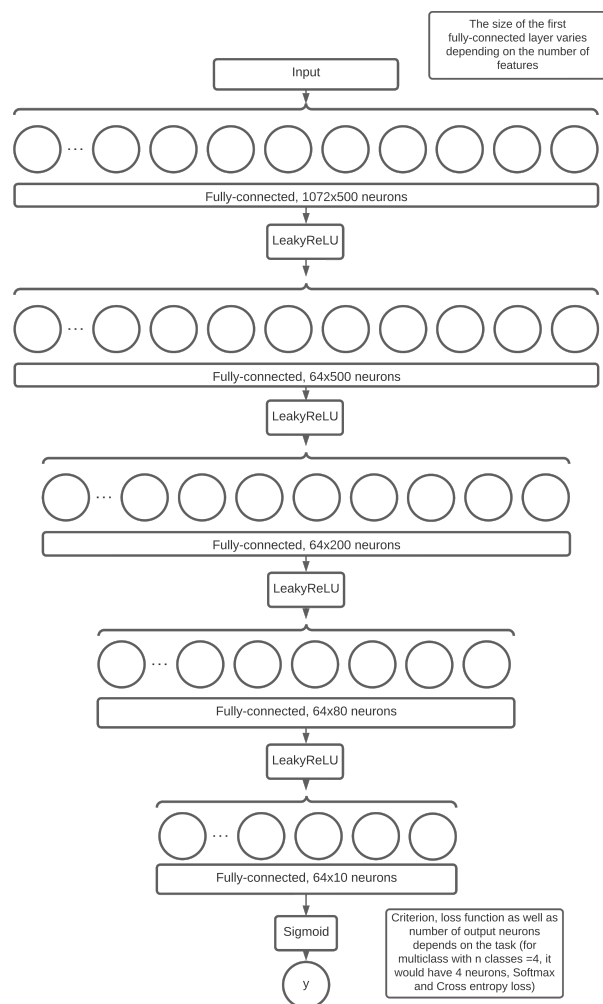 The size of the first
fully-connected layer varies
depending on the number of
features
Input
...
Fully-connected, 1072x500 neurons
LeakyReLU
...
Fully-connected, 64x500 neurons
LeakyReLU
...
Fully-connected, 64x200 neurons
LeakyReLU
...
Fully-connected, 64x80 neurons
LeakyReLU
...
Fully-connected, 64x10 neurons
Sigmoid
y
Criterion, loss function as well as
number of output neurons
depends on the task (for
multiclass with n classes =4, it
would have 4 neurons, Softmax
and Cross entropy loss)